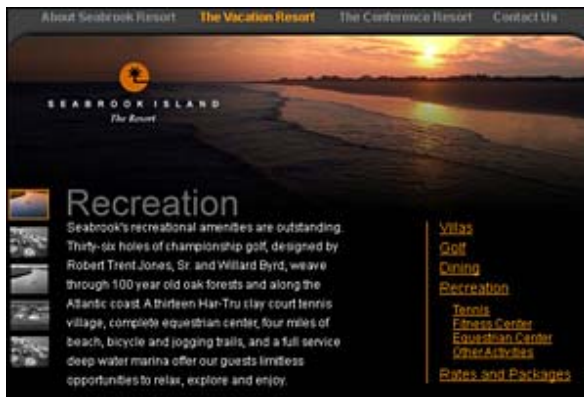 About Seabrook Resort The Vacation Resort The Conference Resort Contact Us
SEABROOK ISLAND
The Resort
Recreation
Seabrook's recreational amenities are outstanding.
Thirty-six holes of championship golf, designed by
Robert Trent Jones, Sr. and Willard Byrd, weave
through 100 year old oak forests and along the
Atlantic coast. A thirteen Har-Tru clay court tennis
village, complete equestrian center, four miles of
beach, bicycle and jogging trails, and a full service
deep water marina offer our guests limitless
opportunities to relax, explore and enjoy.
Villas
Golf
Dining
Recreation
Tennis
Fitness Center
Equestrian Center
Other Activities
Rates and Packages